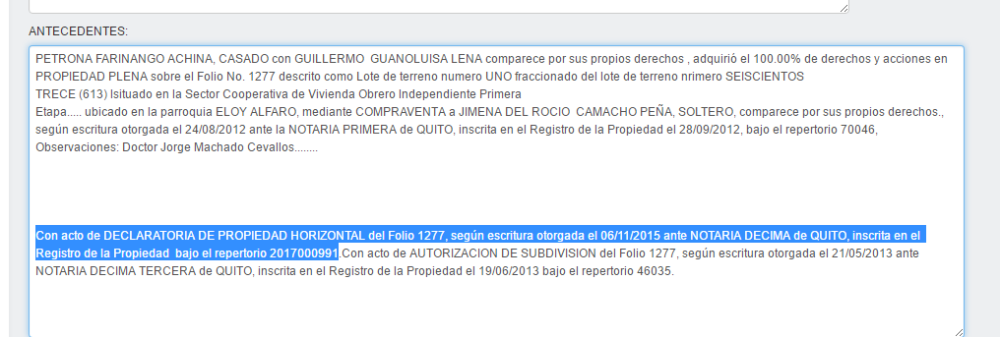 ANTECEDENTES:
PETRONA FARINANGO ACHINA, CASADO con GUILLERMO  GUANOLUISA LENA comparece por sus propios derechos , adquirió el 100.00% de derechos y acciones en
PROPIEDAD PLENA sobre el Folio No. 1277 descrito como Lote de terreno numero UNO fraccionado del lote de terreno nrimero SEISCIENTOS
TRECE (613) Isituado en la Sector Cooperativa de Vivienda Obrero Independiente Primera
Etapa..... ubicado en la parroquia ELOY ALFARO, mediante COMPRAVENTA a JIMENA DEL ROCIO  CAMACHO PEÑA, SOLTERO, comparece por sus propios derechos.,
según escritura otorgada el 24/08/2012 ante la NOTARIA PRIMERA de QUITO, inscrita en el Registro de la Propiedad el 28/09/2012, bajo el repertorio 70046,
Observaciones: Doctor Jorge Machado Cevallos........
Con acto de DECLARATORIA DE PROPIEDAD HORIZONTAL del Folio 1277, según escritura otorgada el 06/11/2015 ante NOTARIA DECIMA de QUITO, inscrita en el
Registro de la Propiedad  bajo el repertorio 2017000991.Con acto de AUTORIZACION DE SUBDIVISION del Folio 1277, según escritura otorgada el 21/05/2013 ante
NOTARIA DECIMA TERCERA de QUITO, inscrita en el Registro de la Propiedad el 19/06/2013 bajo el repertorio 46035.